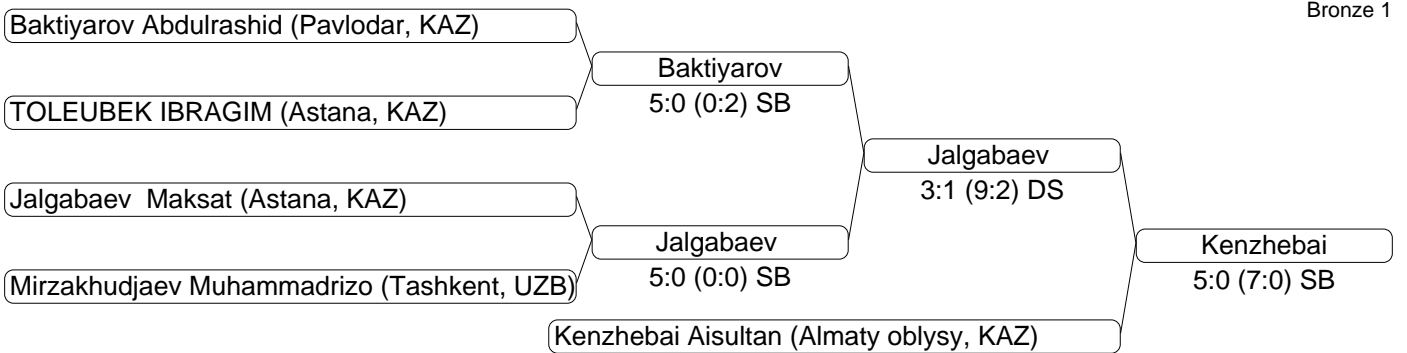 Bronze 1
Baktiyarov Abdulrashid (Pavlodar, KAZ)
Baktiyarov
5:0 (0:2) SB
TOLEUBEK IBRAGIM (Astana, KAZ)
Jalgabaev
3:1 (9:2) DS
Jalgabaev  Maksat (Astana, KAZ)
Jalgabaev
5:0 (0:0) SB
Kenzhebai
5:0 (7:0) SB
Mirzakhudjaev Muhammadrizo (Tashkent, UZB)
Kenzhebai Aisultan (Almaty oblysy, KAZ)